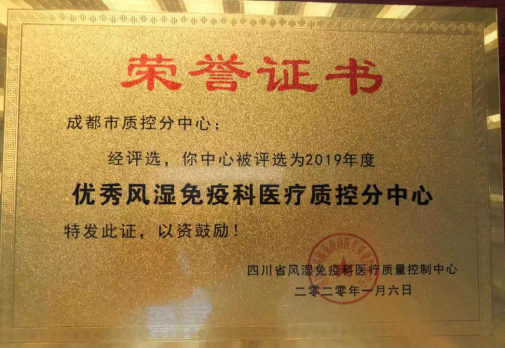 荣誉证书
成都市质控分中心：
经评选，你中心被评选为2019年度
优秀风湿免疫科医疗质控分中心
特发此证，以资鼓励！
四川省风湿免疫科医疗质量控制中心
二零二零年一月六日